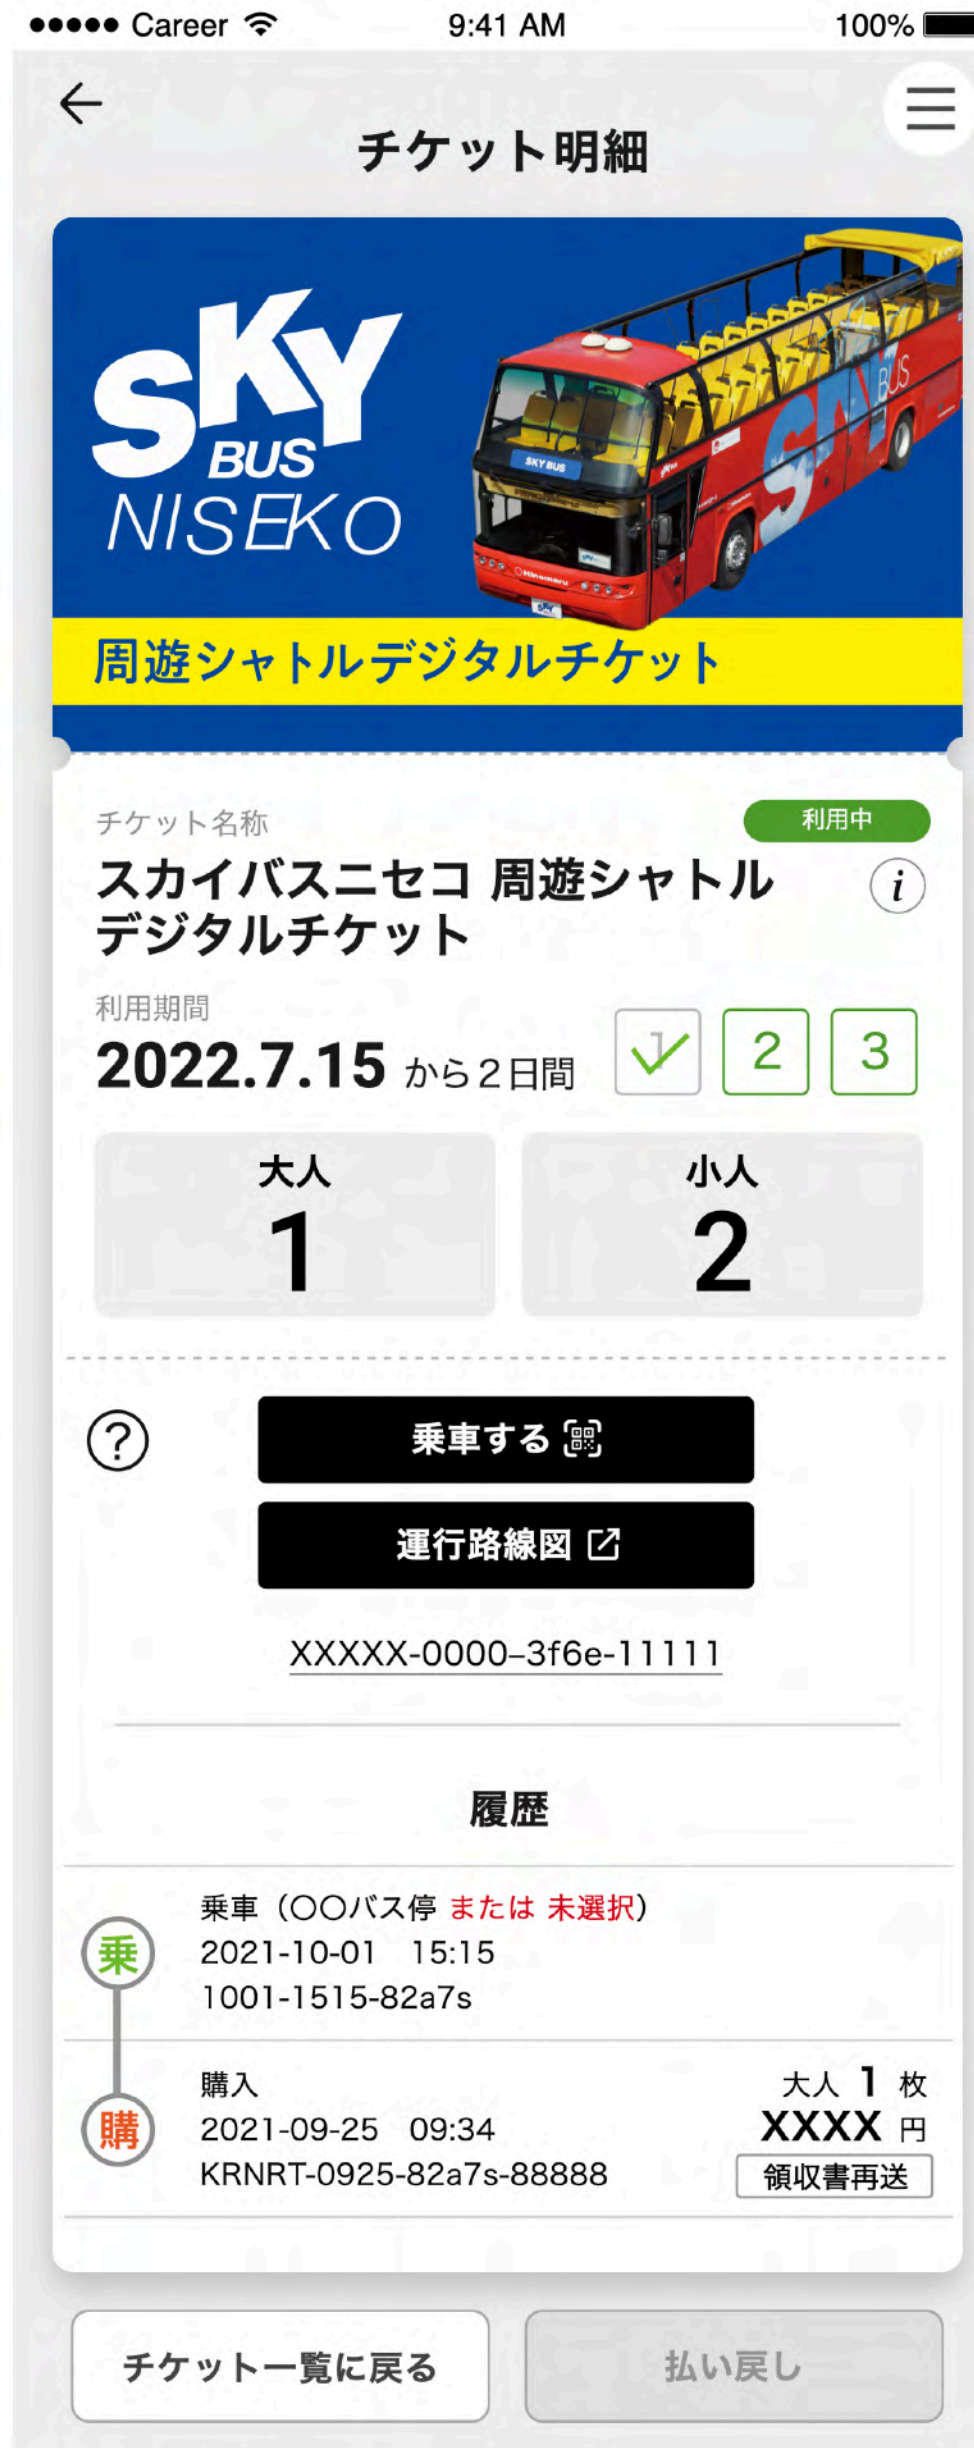 Career 9:41 AM 100%
チケット明細
SKY
BUS
NISEKO
SKY BUS
Hinomaru
SKY BUS
周遊シャトルデジタルチケット
チケット名称 利用中
スカイバスニセコ 周遊シャトル i
デジタルチケット
利用期間
2022.7.15 から2日間 1 2 3
大人 小人
1 2
? 乗車する
運行路線図
XXXXX-0000–3f6e-11111
履歴
乗車（〇〇バス停 または 未選択）
乗 2021-10-01 15:15
1001-1515-82a7s
購入 大人 1 枚
購 2021-09-25 09:34 XXXX 円
KRNRT-0925-82a7s-88888 領収書再送
チケット一覧に戻る 払い戻し